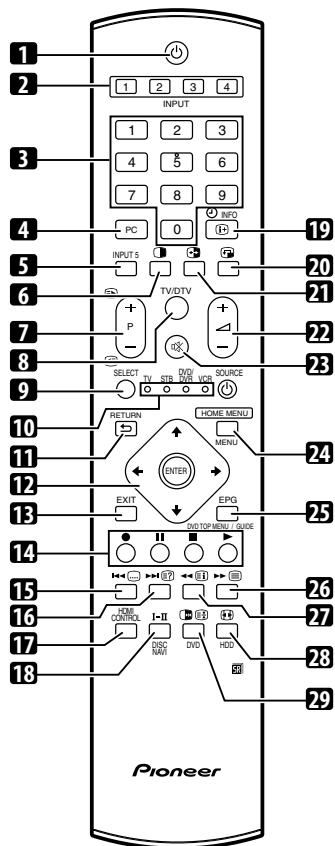 1
2
1 2 3 4
INPUT
3
1 2 3
4 5 6
7 8 9
0
4
PC
INFO
i+
19
5
INPUT 5
20
6
21
TV/DTV
7
+
P
−
+
−
22
8
23
9
SELECT
TV STB DVD/DVR VCR
SOURCE
10
11
RETURN
HOME MENU
MENU
24
12
ENTER
13
EXIT
EPG
25
DVD TOP MENU / GUIDE
14
15
26
16
27
17
HDMI CONTROL
I-II
28
18
DISC NAVI
DVD
HDD
29
SR
Pioneer